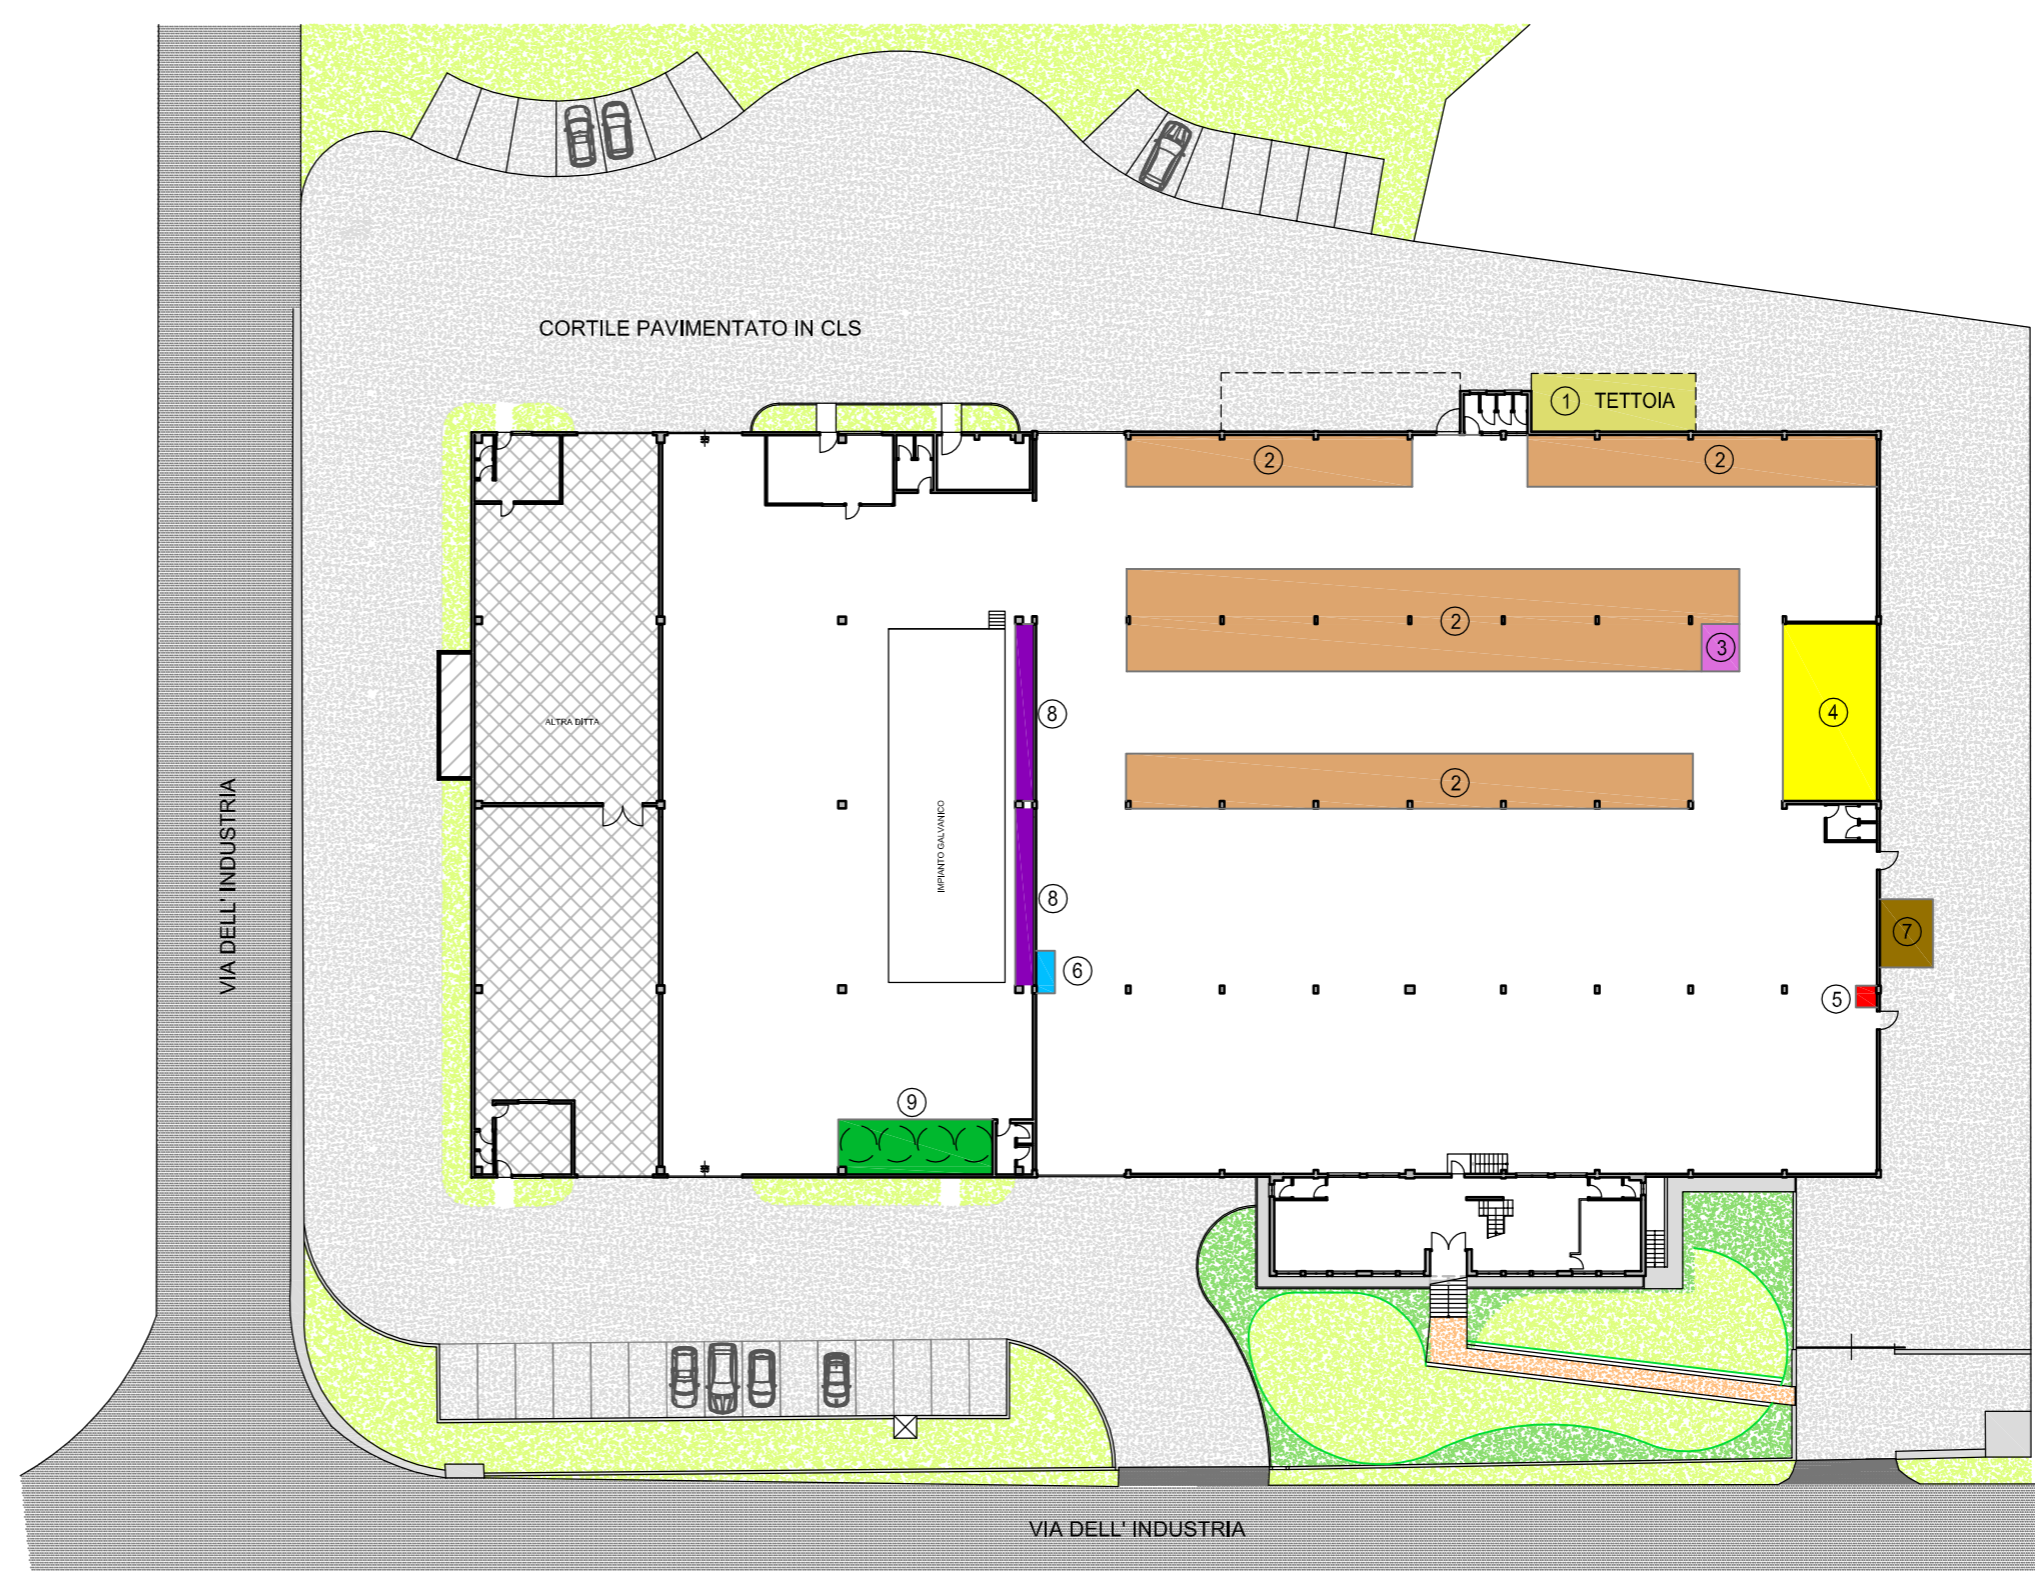 CORTILE PAVIMENTATO IN CLS
1 TETTOIA
2
2
2
3
8
4
ALTRA DITTA
2
IMPIANTO GALVANICO
VIA DELL' INDUSTRIA
8
7
6
5
9
VIA DELL' INDUSTRIA